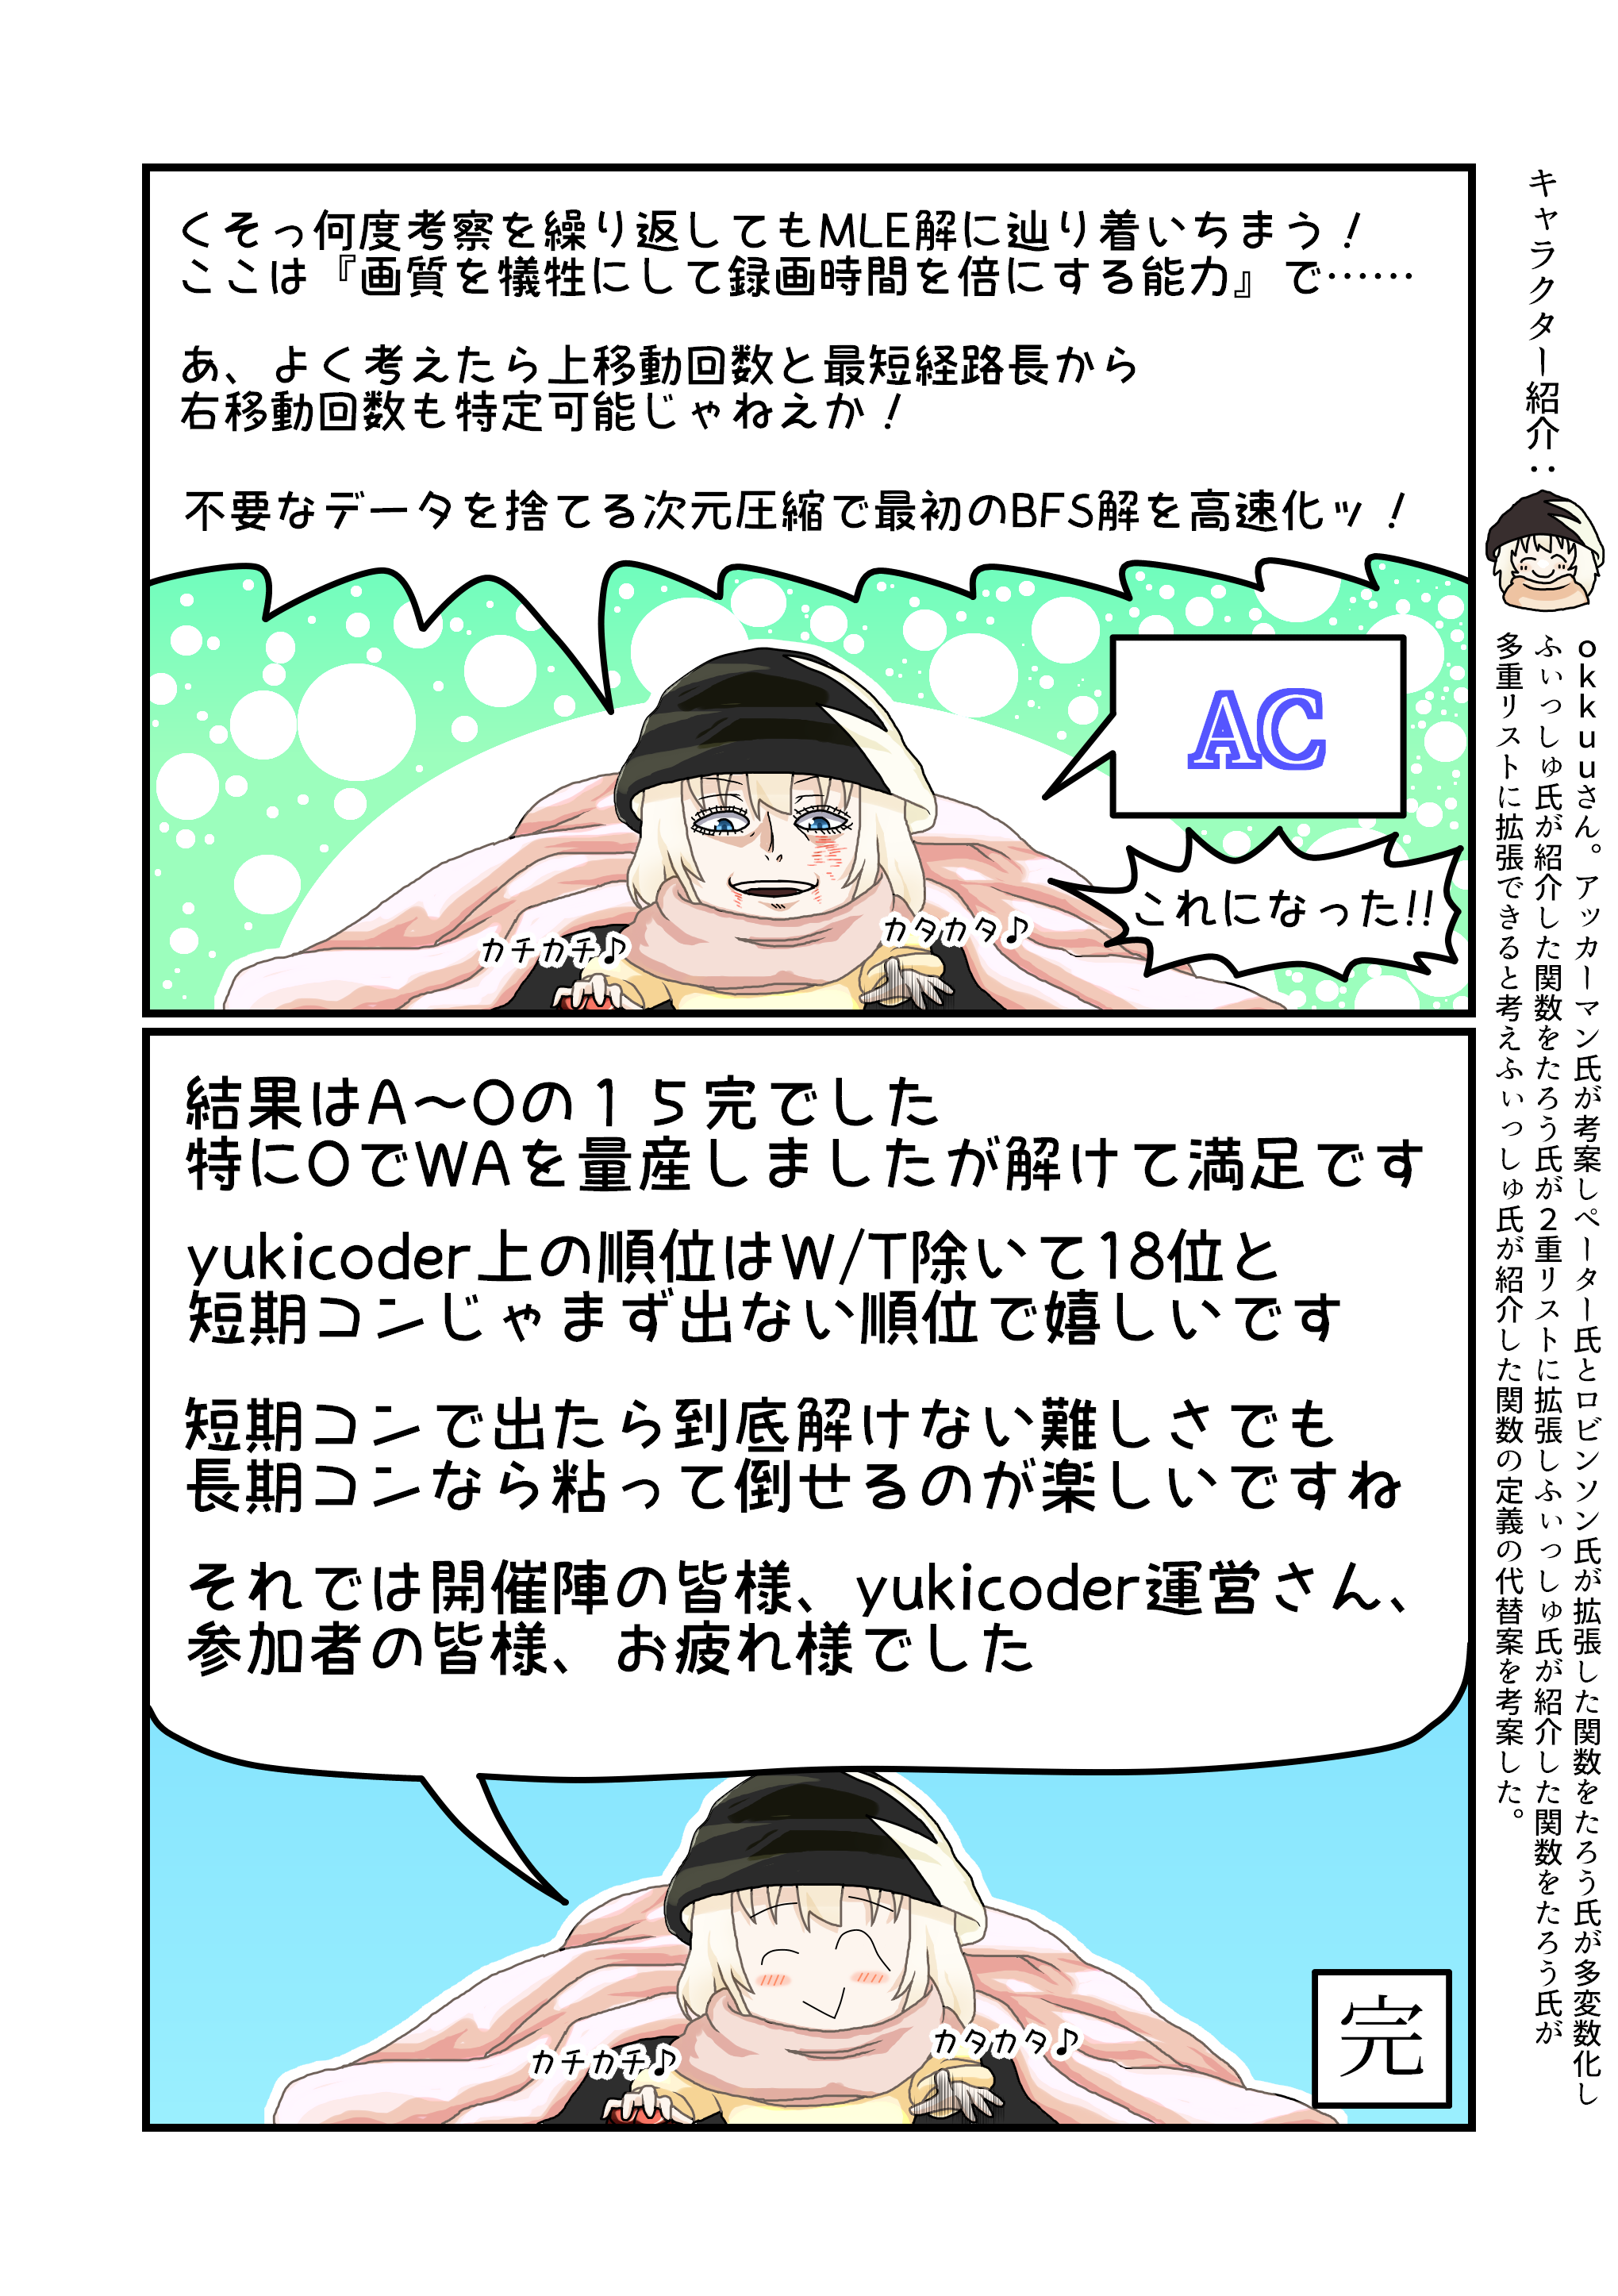 くそっ何度考察を繰り返してもMLE解に辿り着いちまう！
ここは『画質を犠牲にして録画時間を倍にする能力』で……
あ、よく考えたら上移動回数と最短経路長から
右移動回数も特定可能じゃねえか！
不要なデータを捨てる次元圧縮で最初のBFS解を高速化ッ！
AC
これになった!!
カタカタ♪
カチカチ♪
結果はA～Oの１５完でした
特にOでWAを量産しましたが解けて満足です
yukicoder上の順位はW/T除いて18位と
短期コンじゃまず出ない順位で嬉しいです
短期コンで出たら到底解けない難しさでも
長期コンなら粘って倒せるのが楽しいですね
それでは開催陣の皆様、yukicoder運営さん、
参加者の皆様、お疲れ様でした
カタカタ♪
カチカチ♪
完
キャラクター紹介：
ｏｋｋｕｕさん。アッカーマン氏が考案しペーター氏とロビンソン氏が拡張した関数をたろう氏が多変数化し
ふぃっしゅ氏が紹介した関数をたろう氏が２重リストに拡張しふぃっしゅ氏が紹介した関数をたろう氏が
多重リストに拡張できると考えふぃっしゅ氏が紹介した関数の定義の代替案を考案した。